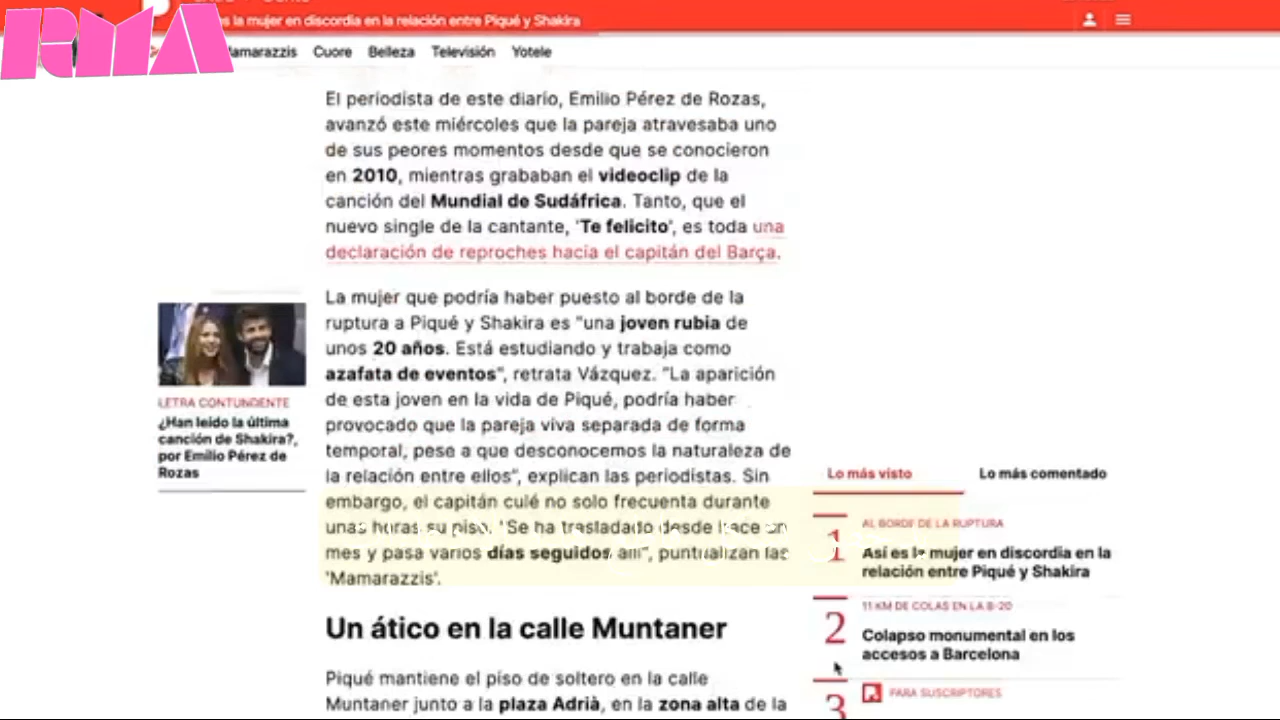 RMA
es la mujer en discordia en la relación entre Piqué y Shakira
Mamarazzis Cuore Belleza Televisión Yotele
El periodista de este diario, Emilio Pérez de Rozas,
avanzó este miércoles que la pareja atravesaba uno
de sus peores momentos desde que se conocieron
en 2010, mientras grababan el videoclip de la
canción del Mundial de Sudáfrica. Tanto, que el
nuevo single de la cantante, 'Te felicito', es toda una
declaración de reproches hacia el capitán del Barça.
LETRA CONTUNDENTE
¿Han leído la última
canción de Shakira?,
por Emilio Pérez de
Rozas
La mujer que podría haber puesto al borde de la
ruptura a Piqué y Shakira es "una joven rubia de
unos 20 años. Está estudiando y trabaja como
azafata de eventos", retrata Vázquez. "La aparición
de esta joven en la vida de Piqué, podría haber
provocado que la pareja viva separada de forma
temporal, pese a que desconocemos la naturaleza de
la relación entre ellos", explican las periodistas. Sin
embargo, el capitán culé no solo frecuenta durante
unas horas su piso. "Se ha trasladado desde hace un
mes y pasa varios días seguidos allí", puntualizan las
'Mamarazzis'.
Un ático en la calle Muntaner
Piqué mantiene el piso de soltero en la calle
Muntaner junto a la plaza Adrià, en la zona alta de la
Lo más visto Lo más comentado
1 AL BORDE DE LA RUPTURA
Así es la mujer en discordia en la
relación entre Piqué y Shakira
11 KM DE COLAS EN LA B-20
2 Colapso monumental en los
accesos a Barcelona
3 PARA SUSCRIPTORES